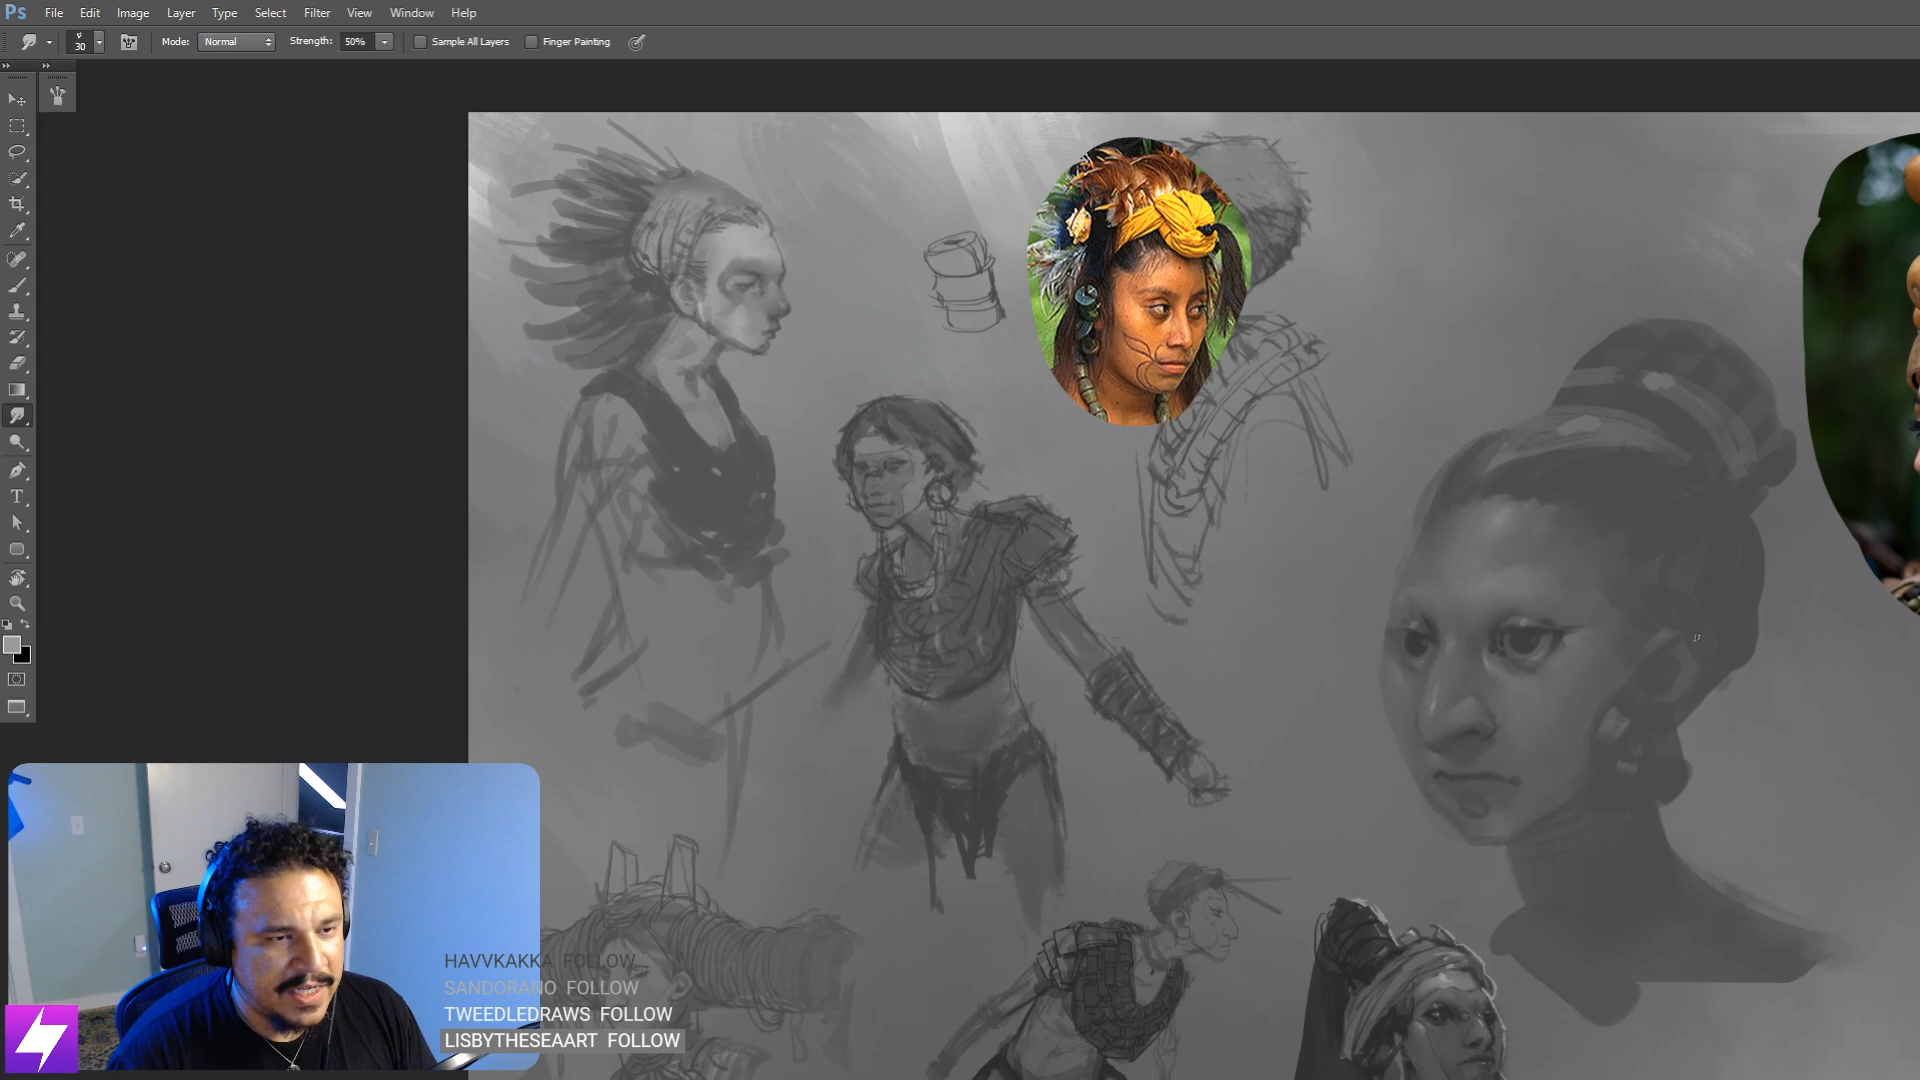 Ps File Edit Image Layer Type Select Filter View Window Help
30 Mode: Normal Strength: 50% Sample All Layers Finger Painting
T
HAVVKAKKA FOLLOW
SANDORANO FOLLOW
TWEEDLEDRAWS FOLLOW
LISBYTHESEAART FOLLOW